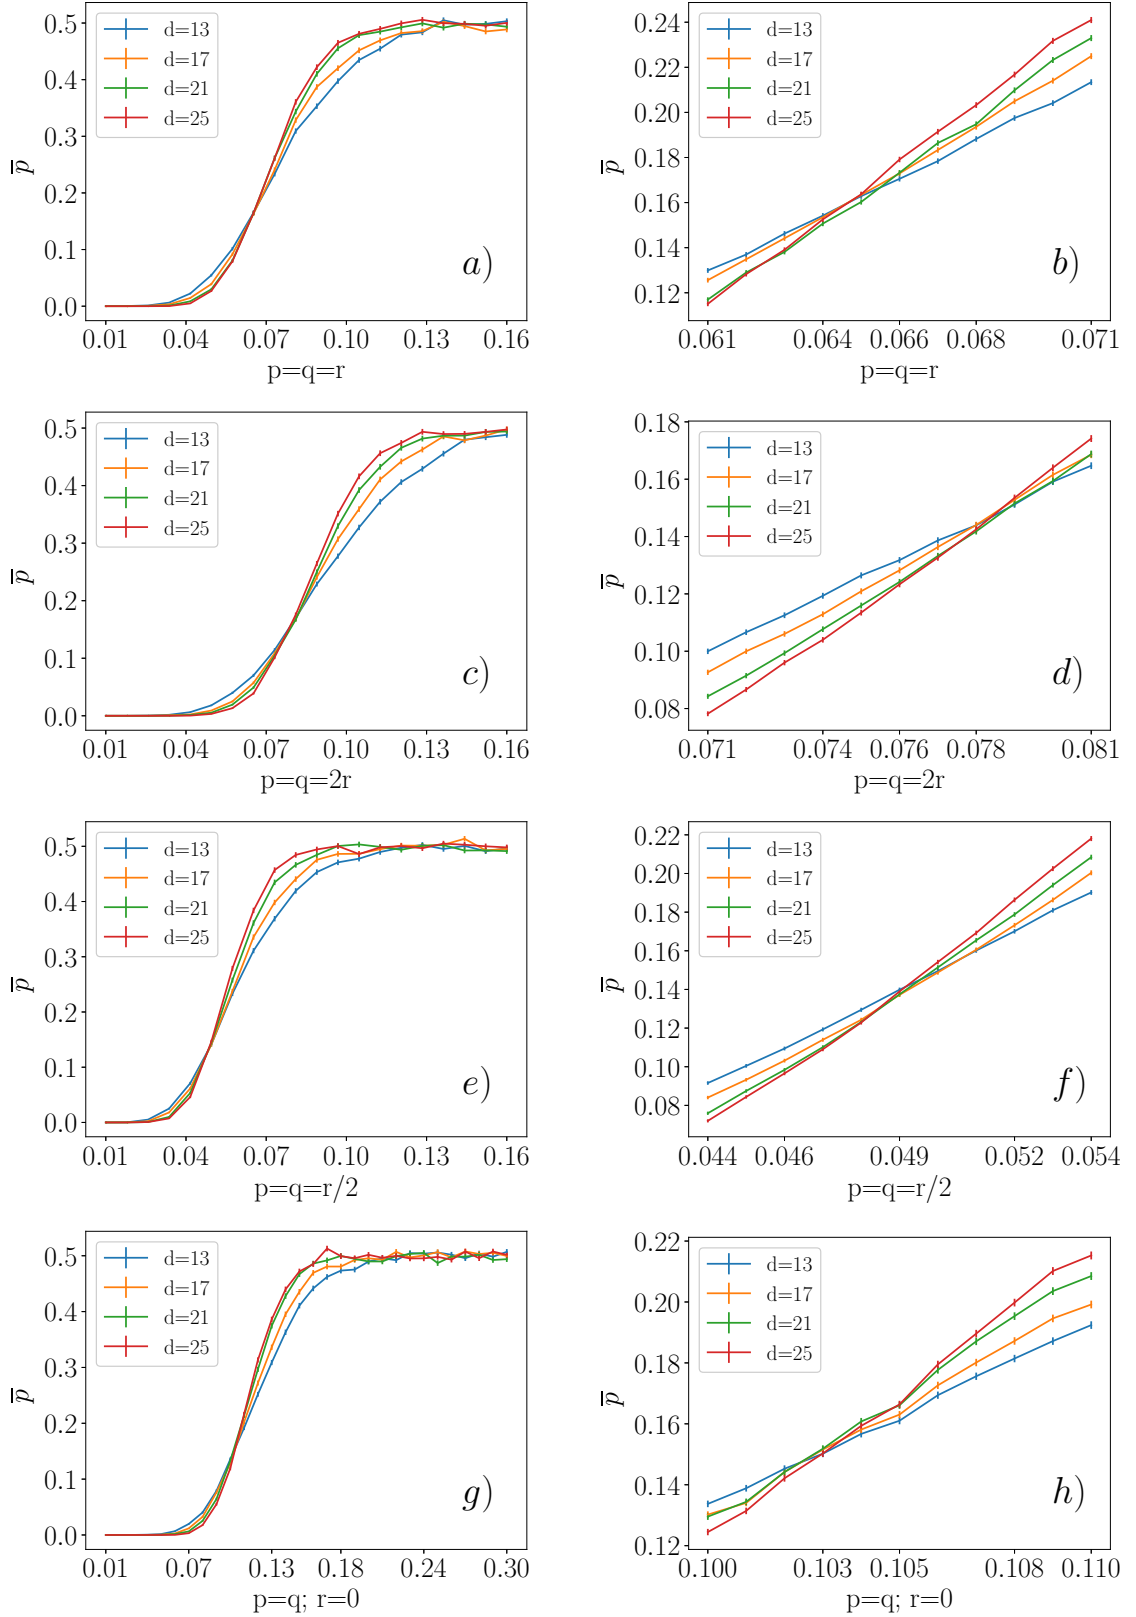 0.5
0.4
0.3
0.2
0.1
0.0
p̅
d=13
d=17
d=21
d=25
a)
0.01 0.04 0.07 0.10 0.13 0.16
p=q=r
0.24
0.22
0.20
0.18
0.16
0.14
0.12
p̅
d=13
d=17
d=21
d=25
b)
0.061 0.064 0.066 0.068 0.071
p=q=r
0.5
0.4
0.3
0.2
0.1
0.0
p̅
d=13
d=17
d=21
d=25
c)
0.01 0.04 0.07 0.10 0.13 0.16
p=q=2r
0.18
0.16
0.14
0.12
0.10
0.08
p̅
d=13
d=17
d=21
d=25
d)
0.071 0.074 0.076 0.078 0.081
p=q=2r
0.5
0.4
0.3
0.2
0.1
0.0
p̅
d=13
d=17
d=21
d=25
e)
0.01 0.04 0.07 0.10 0.13 0.16
p=q=r/2
0.22
0.20
0.18
0.16
0.14
0.12
0.10
0.08
p̅
d=13
d=17
d=21
d=25
f)
0.044 0.046 0.049 0.052 0.054
p=q=r/2
0.5
0.4
0.3
0.2
0.1
0.0
p̅
d=13
d=17
d=21
d=25
g)
0.01 0.07 0.13 0.18 0.24 0.30
p=q; r=0
0.22
0.20
0.18
0.16
0.14
0.12
p̅
d=13
d=17
d=21
d=25
h)
0.100 0.103 0.105 0.108 0.110
p=q; r=0